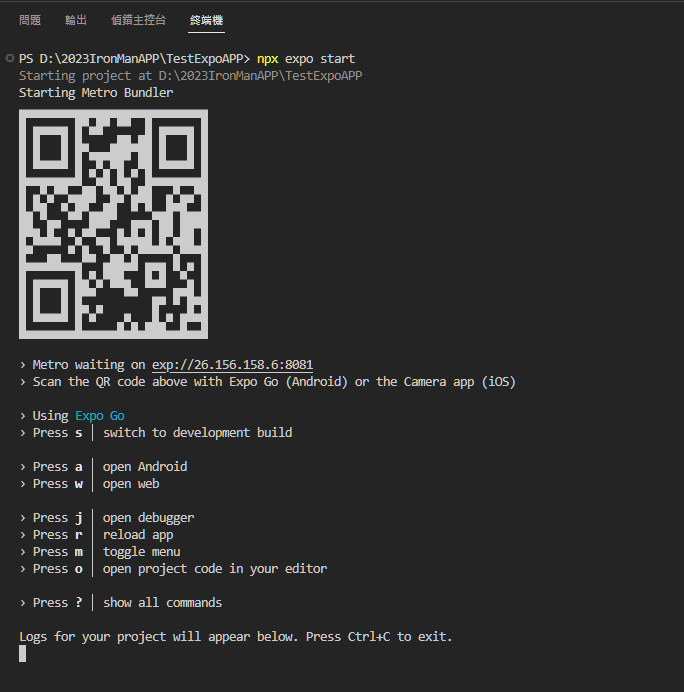 問題 輸出 偵錯主控台 終端機
PS D:\2023IronManAPP\TestExpoAPP> npx expo start
Starting project at D:\2023IronManAPP\TestExpoAPP
Starting Metro Bundler
› Metro waiting on exp://26.156.158.6:8081
› Scan the QR code above with Expo Go (Android) or the Camera app (iOS)
› Using Expo Go
› Press s │ switch to development build
› Press a │ open Android
› Press w │ open web
› Press j │ open debugger
› Press r │ reload app
› Press m │ toggle menu
› Press o │ open project code in your editor
› Press ? │ show all commands
Logs for your project will appear below. Press Ctrl+C to exit.